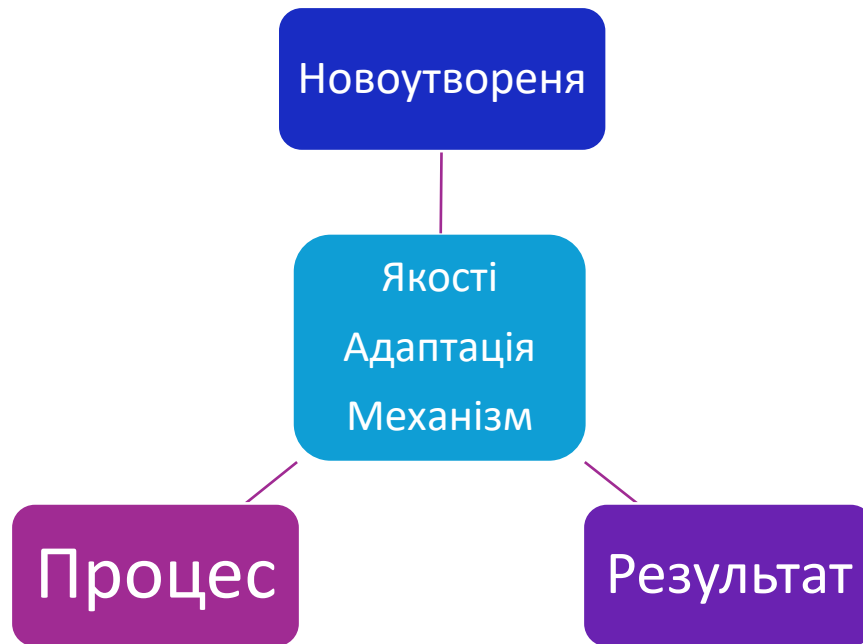 Новоутвореня
Якості
Адаптація
Механізм
Процес
Результат